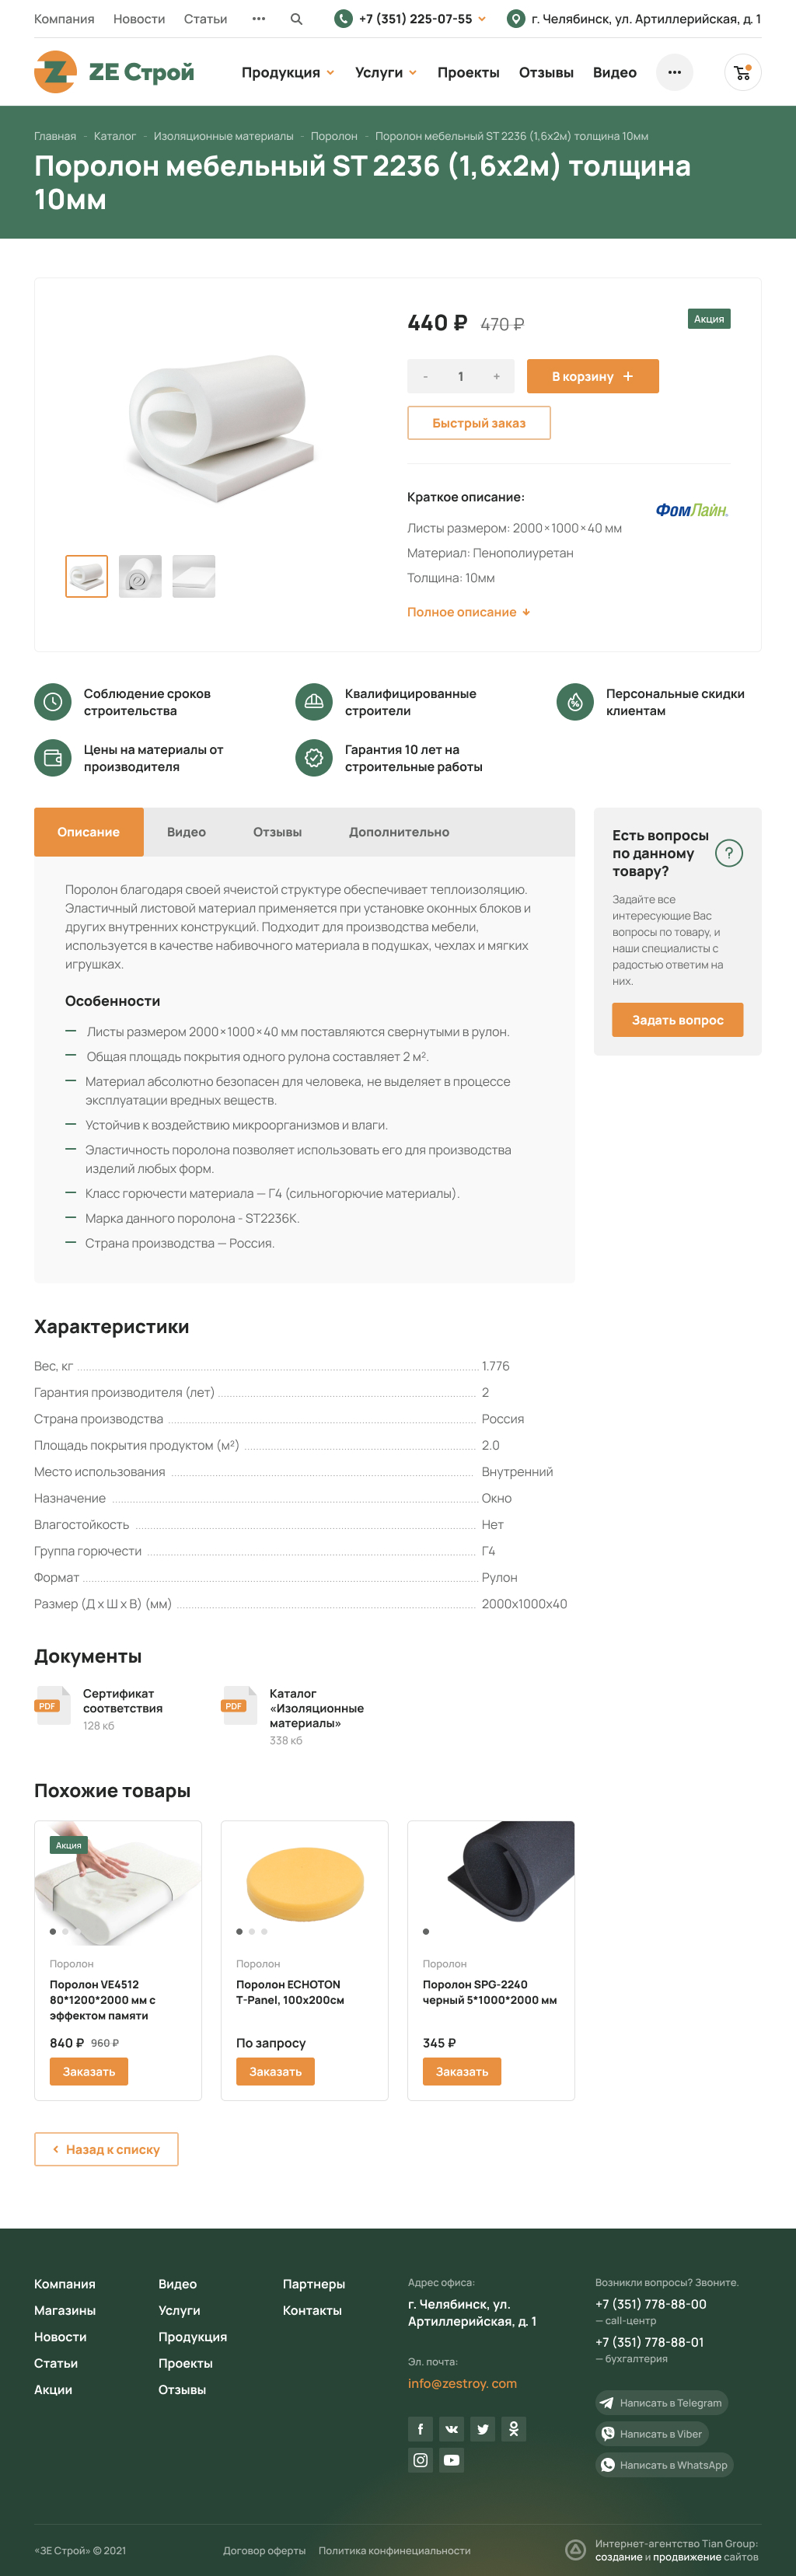 Компания Новости Статьи ••• +7 (351) 225-07-55 г. Челябинск, ул. Артиллерийская, д. 1
Z ZE Строй Продукция Услуги Проекты Отзывы Видео •••
Главная - Каталог - Изоляционные материалы - Поролон - Поролон мебельный ST 2236 (1,6х2м) толщина 10мм
Поролон мебельный ST 2236 (1,6х2м) толщина
10мм
440 ₽ 470 ₽ Акция
- 1 + В корзину +
Быстрый заказ
Краткое описание:
ФомЛайн.
Листы размером: 2000×1000×40 мм
Материал: Пенополиуретан
Толщина: 10мм
Полное описание
Соблюдение сроков
строительства
Квалифицированные
строители
Персональные скидки
клиентам
Цены на материалы от
производителя
Гарантия 10 лет на
строительные работы
Описание Видео Отзывы Дополнительно
Поролон благодаря своей ячеистой структуре обеспечивает теплоизоляцию.
Эластичный листовой материал применяется при установке оконных блоков и
других внутренних конструкций. Подходит для производства мебели,
используется в качестве набивочного материала в подушках, чехлах и мягких
игрушках.
Особенности
— Листы размером 2000×1000×40 мм поставляются свернутыми в рулон.
— Общая площадь покрытия одного рулона составляет 2 м².
— Материал абсолютно безопасен для человека, не выделяет в процессе
эксплуатации вредных веществ.
— Устойчив к воздействию микроорганизмов и влаги.
— Эластичность поролона позволяет использовать его для производства
изделий любых форм.
— Класс горючести материала — Г4 (сильногорючие материалы).
— Марка данного поролона - ST2236К.
— Страна производства — Россия.
Есть вопросы
по данному
товару?
?
Задайте все
интересующие Вас
вопросы по товару, и
наши специалисты с
радостью ответим на
них.
Задать вопрос
Характеристики
Вес, кг 1.776
Гарантия производителя (лет) 2
Страна производства Россия
Площадь покрытия продуктом (м²) 2.0
Место использования Внутренний
Назначение Окно
Влагостойкость Нет
Группа горючести Г4
Формат Рулон
Размер (Д х Ш х В) (мм) 2000х1000х40
Документы
PDF
Сертификат
соответствия
128 кб
PDF
Каталог
«Изоляционные
материалы»
338 кб
Похожие товары
Акция
Поролон
Поролон VE4512
80*1200*2000 мм с
эффектом памяти
840 ₽ 960 ₽
Заказать
Поролон
Поролон ECHOTON
T-Panel, 100х200см
По запросу
Заказать
Поролон
Поролон SPG-2240
черный 5*1000*2000 мм
345 ₽
Заказать
Назад к списку
Компания
Магазины
Новости
Статьи
Акции
Видео
Услуги
Продукция
Проекты
Отзывы
Партнеры
Контакты
Адрес офиса:
г. Челябинск, ул.
Артиллерийская, д. 1
Эл. почта:
info@zestroy. com
Возникли вопросы? Звоните.
+7 (351) 778-88-00
— call-центр
+7 (351) 778-88-01
— бухгалтерия
Написать в Telegram
Написать в Viber
Написать в WhatsApp
«ЗЕ Строй» © 2021
Договор оферты Политика конфинециальности
Интернет-агентство Tian Group:
создание и продвижение сайтов